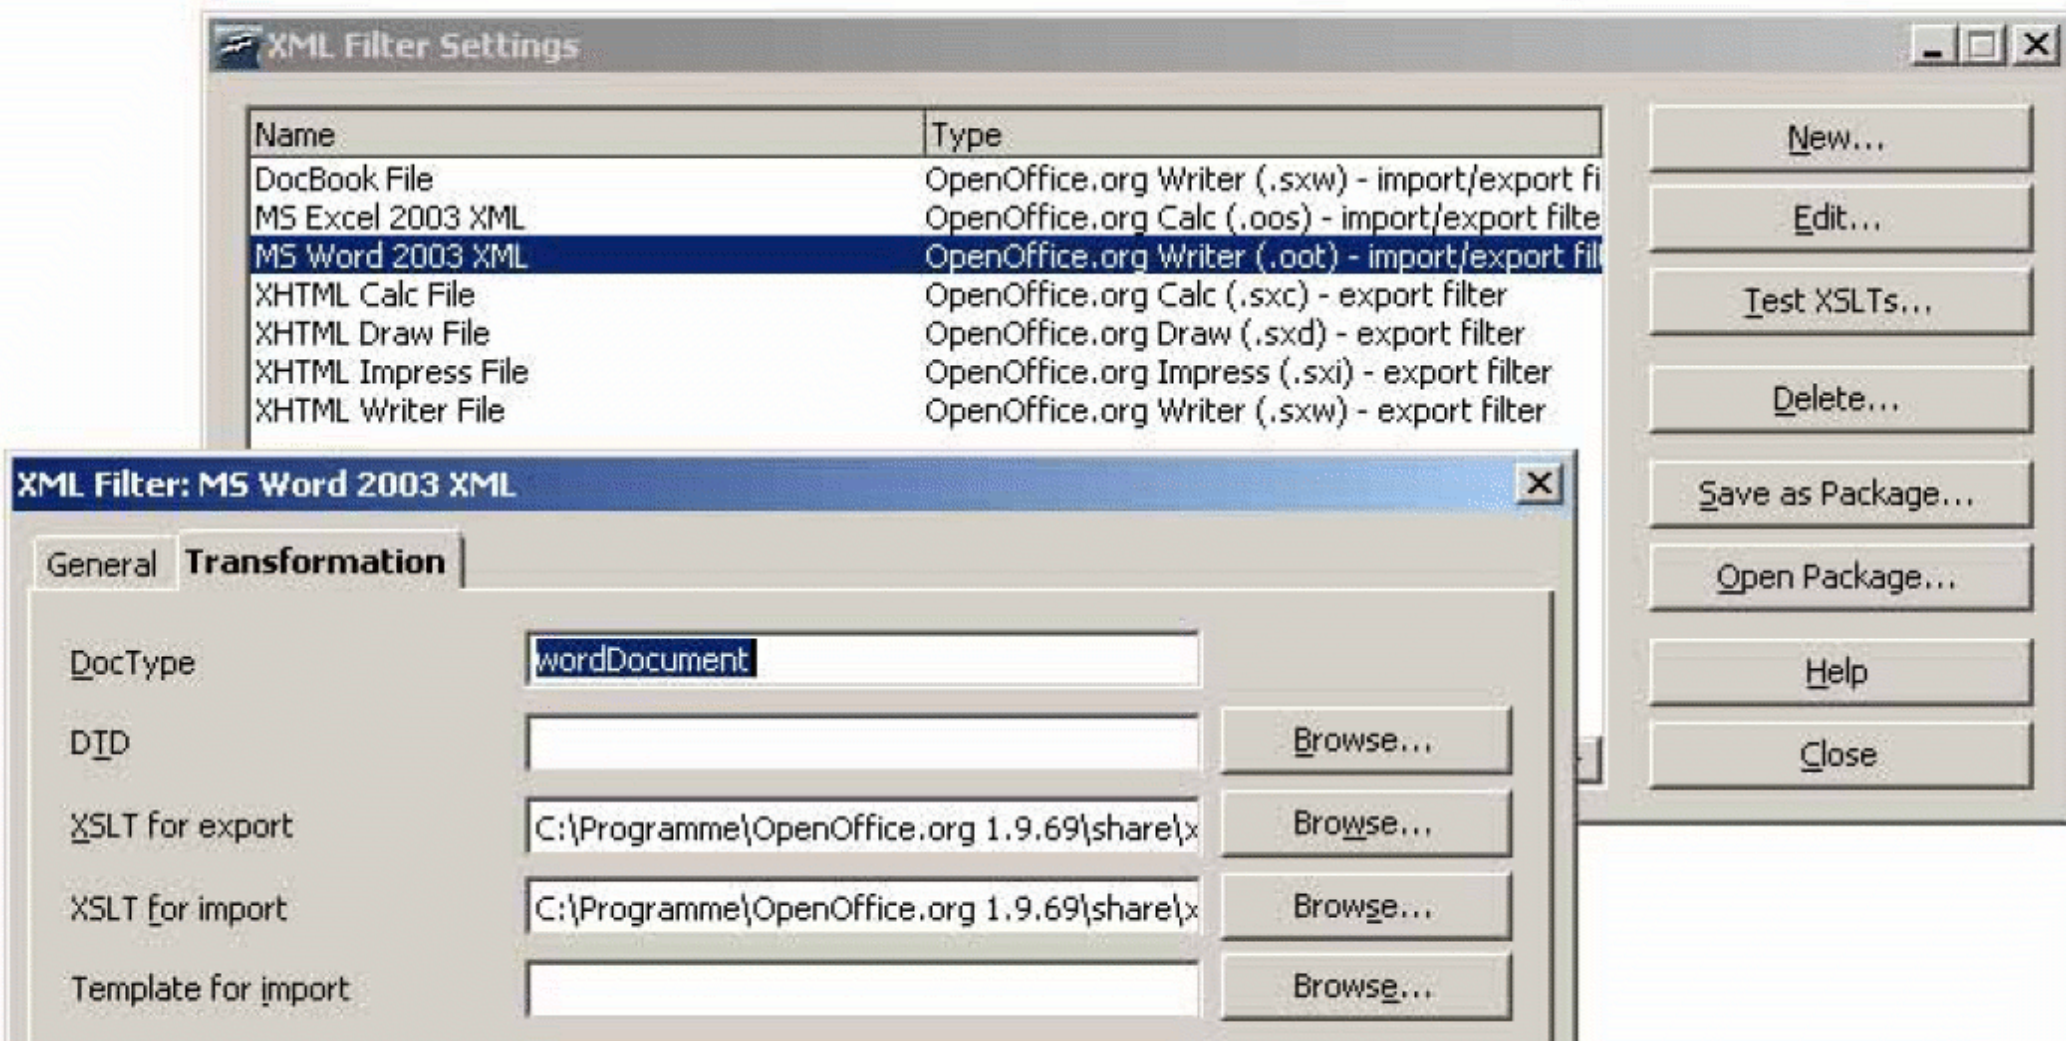 XML Filter Settings
Name Type
DocBook File OpenOffice.org Writer (.sxw) - import/export fi
MS Excel 2003 XML OpenOffice.org Calc (.oos) - import/export filte
MS Word 2003 XML OpenOffice.org Writer (.oot) - import/export fil
XHTML Calc File OpenOffice.org Calc (.sxc) - export filter
XHTML Draw File OpenOffice.org Draw (.sxd) - export filter
XHTML Impress File OpenOffice.org Impress (.sxi) - export filter
XHTML Writer File OpenOffice.org Writer (.sxw) - export filter
New...
Edit...
Test XSLTs...
Delete...
Save as Package...
Open Package...
Help
Close
XML Filter: MS Word 2003 XML
General Transformation
DocType wordDocument
DTD Browse...
XSLT for export C:\Programme\OpenOffice.org 1.9.69\share\x Browse...
XSLT for import C:\Programme\OpenOffice.org 1.9.69\share\x Browse...
Template for import Browse...